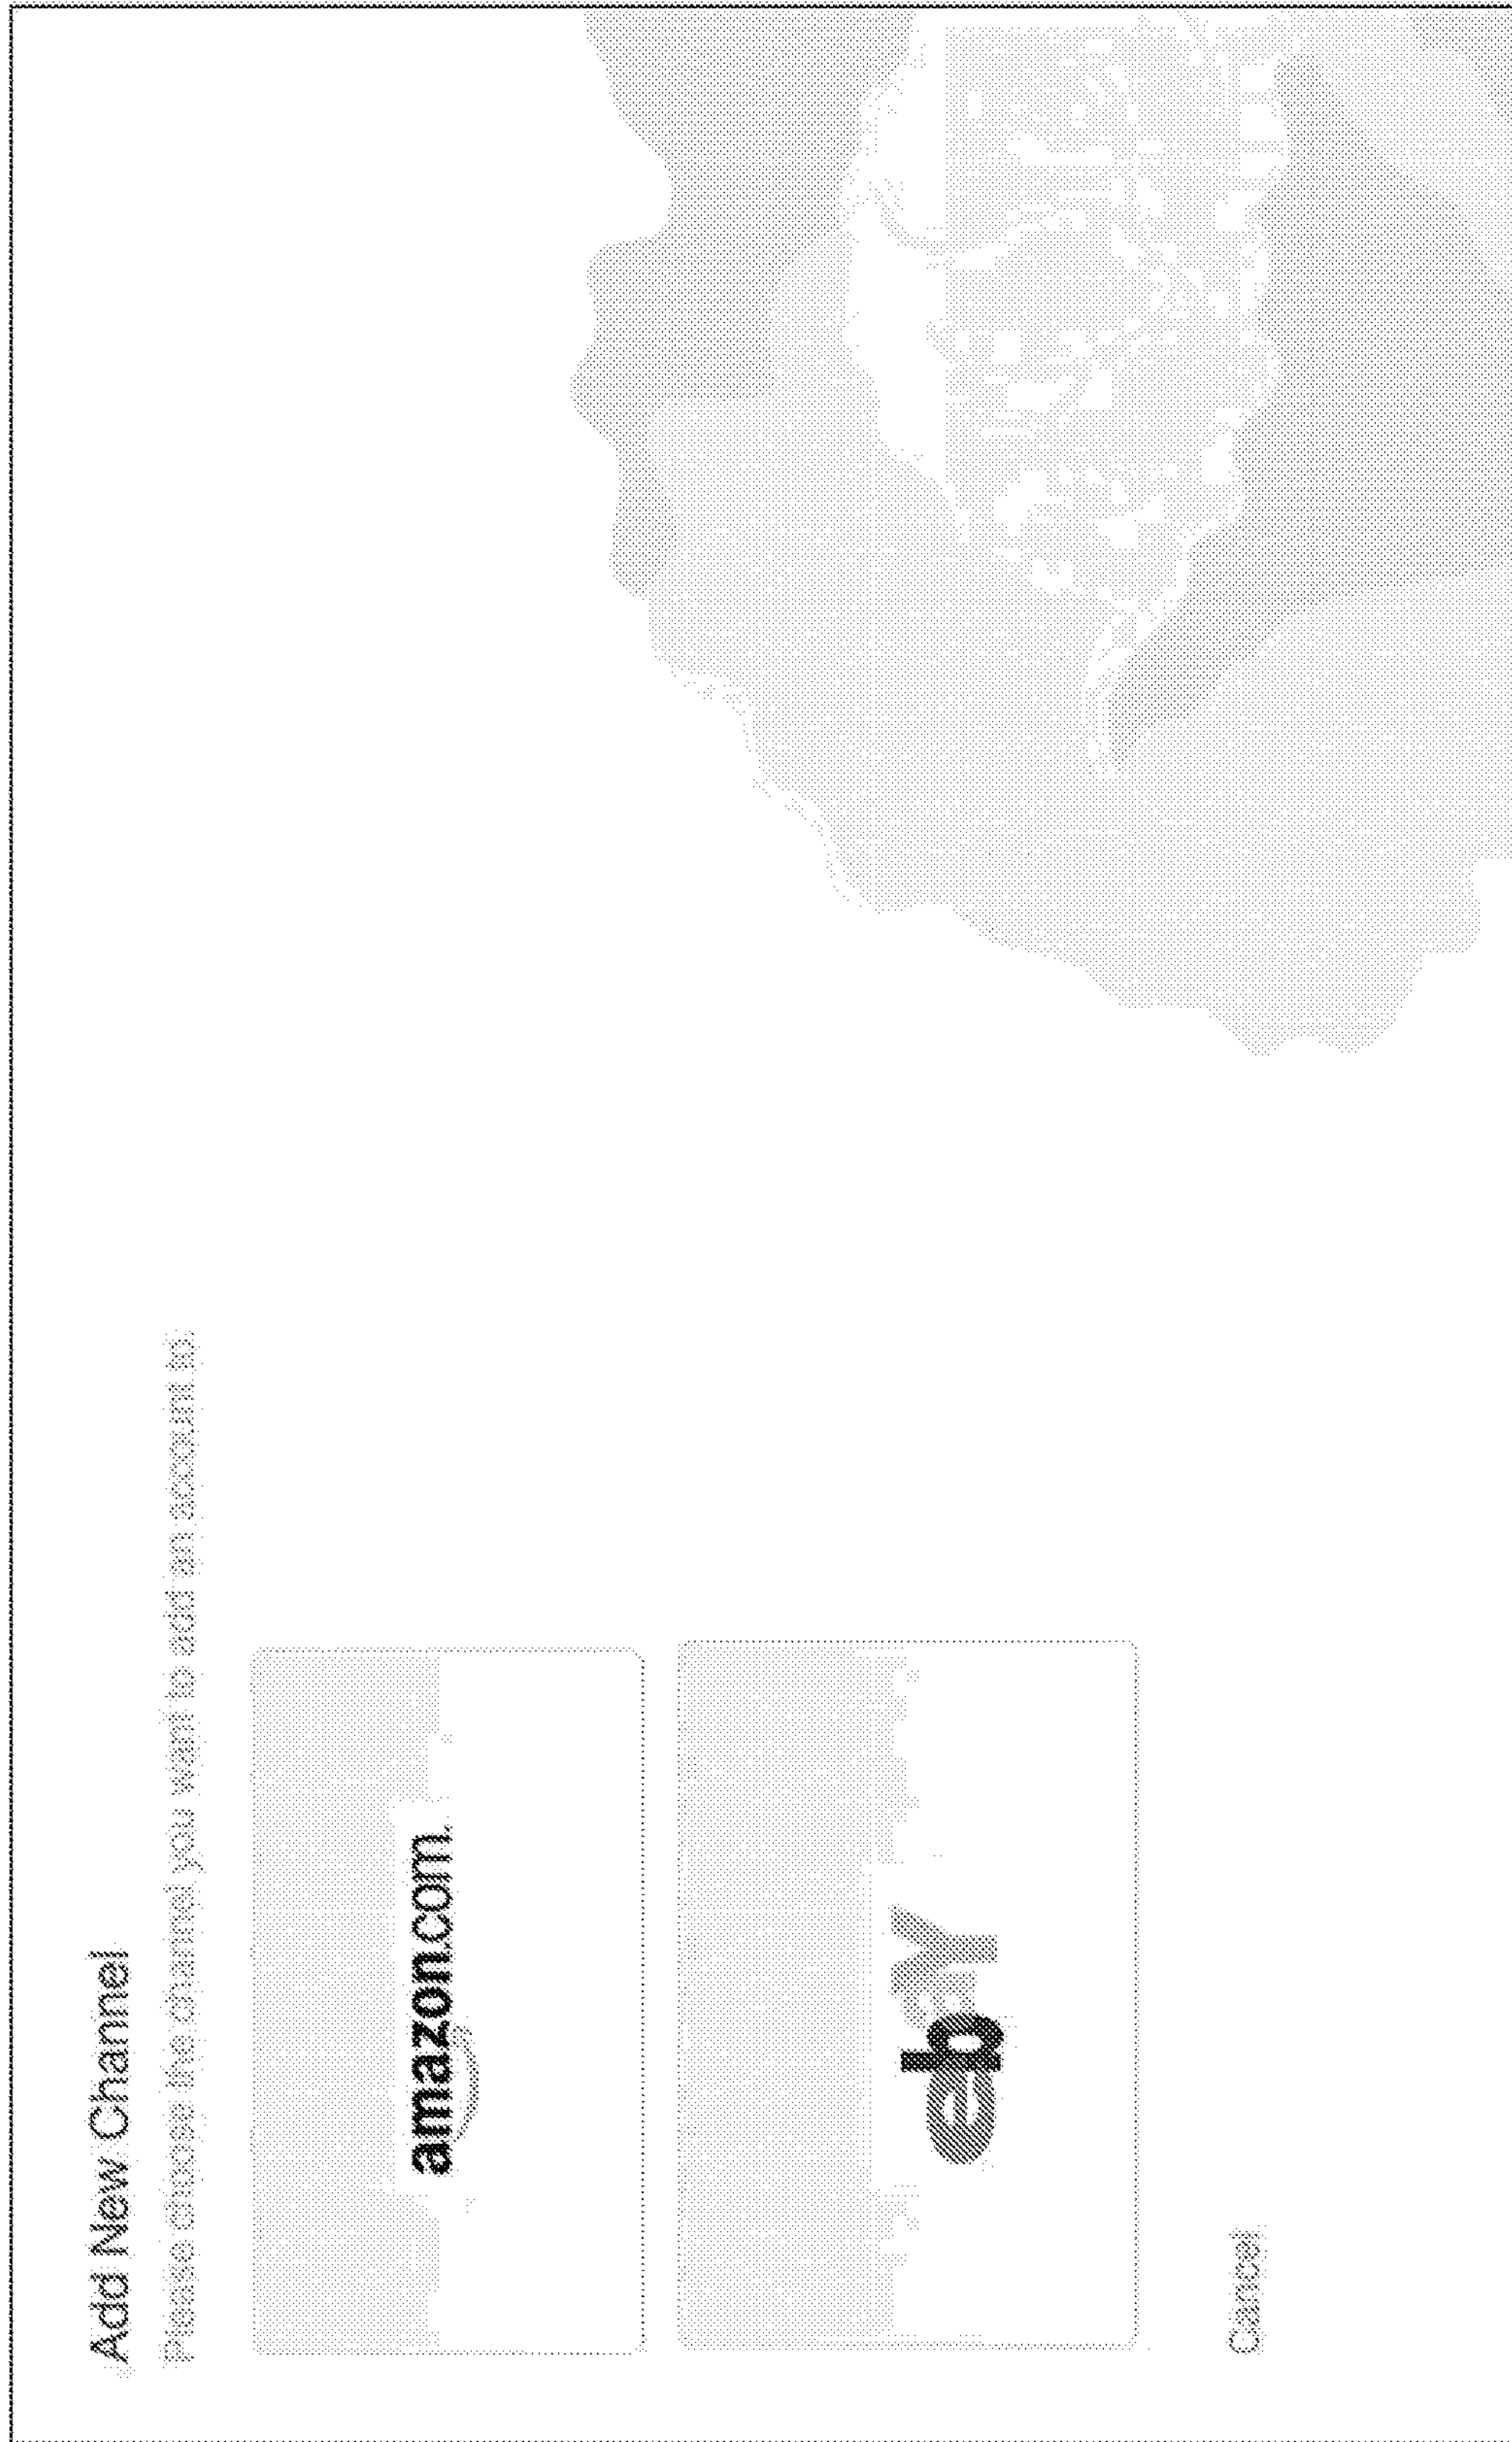 Add New Channel
Please choose the channel you want to add an account to:
amazon.com.
ebaY
Cancel